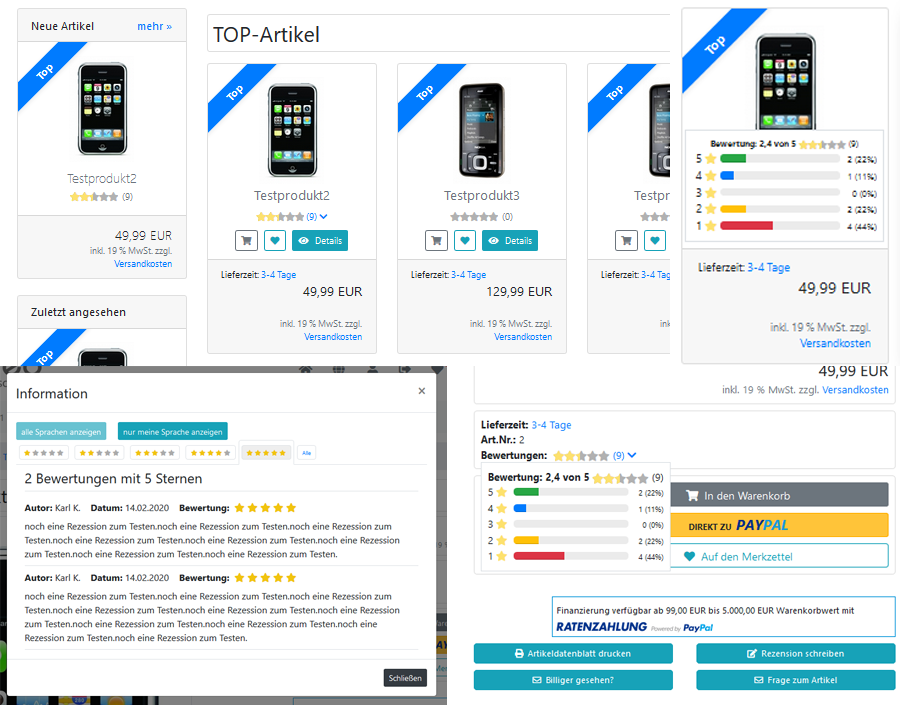 Neue Artikel mehr »
Top
Testprodukt2
(9)
49,99 EUR
inkl. 19 % MwSt. zzgl.
Versandkosten
Zuletzt angesehen
Top
TOP-Artikel
Top
Testprodukt2
(9)
Details
Lieferzeit: 3-4 Tage
49,99 EUR
inkl. 19 % MwSt. zzgl.
Versandkosten
Top
Testprodukt3
(0)
Details
Lieferzeit: 3-4 Tage
129,99 EUR
inkl. 19 % MwSt. zzgl.
Versandkosten
Top
Testpro
Lieferzeit: 3-4 Tage
inkl. 19 % MwSt. zzgl.
Top
Bewertung: 2,4 von 5 (9)
5 2 (22%)
4 1 (11%)
3 0 (0%)
2 2 (22%)
1 4 (44%)
Lieferzeit: 3-4 Tage
49,99 EUR
inkl. 19 % MwSt. zzgl.
Versandkosten
Information ×
alle Sprachen anzeigen nur meine Sprache anzeigen
Alle
2 Bewertungen mit 5 Sternen
Autor: Karl K. Datum: 14.02.2020 Bewertung:
noch eine Rezession zum Testen.noch eine Rezession zum Testen.noch eine Rezession zum
Testen.noch eine Rezession zum Testen.noch eine Rezession zum Testen.noch eine Rezession
zum Testen.noch eine Rezession zum Testen.noch eine Rezession zum Testen.
Autor: Karl K. Datum: 14.02.2020 Bewertung:
noch eine Rezession zum Testen.noch eine Rezession zum Testen.noch eine Rezession zum
Testen.noch eine Rezession zum Testen.noch eine Rezession zum Testen.noch eine Rezession
zum Testen.noch eine Rezession zum Testen.noch eine Rezession zum Testen.noch eine
Rezession zum Testen.noch eine Rezession zum Testen.
Schließen
49,99 EUR
inkl. 19 % MwSt. zzgl. Versandkosten
Lieferzeit: 3-4 Tage
Art.Nr.: 2
Bewertungen: (9)
Bewertung: 2,4 von 5 (9)
5 2 (22%)
4 1 (11%)
3 0 (0%)
2 2 (22%)
1 4 (44%)
In den Warenkorb
DIREKT ZU PAYPAL
Auf den Merkzettel
Finanzierung verfügbar ab 99,00 EUR bis 5.000,00 EUR Warenkorbwert mit
RATENZAHLUNG Powered by PayPal
Artikeldatenblatt drucken
Rezension schreiben
Billiger gesehen?
Frage zum Artikel